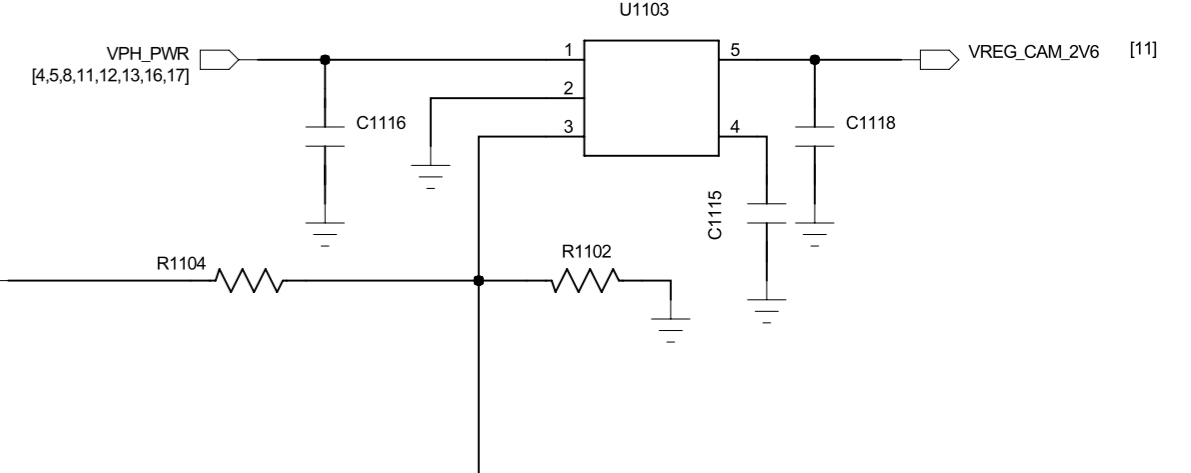 U1103
VPH_PWR
[4,5,8,11,12,13,16,17]
1
5
VREG_CAM_2V6 [11]
2
C1116
3
4
C1118
C1115
R1104
R1102